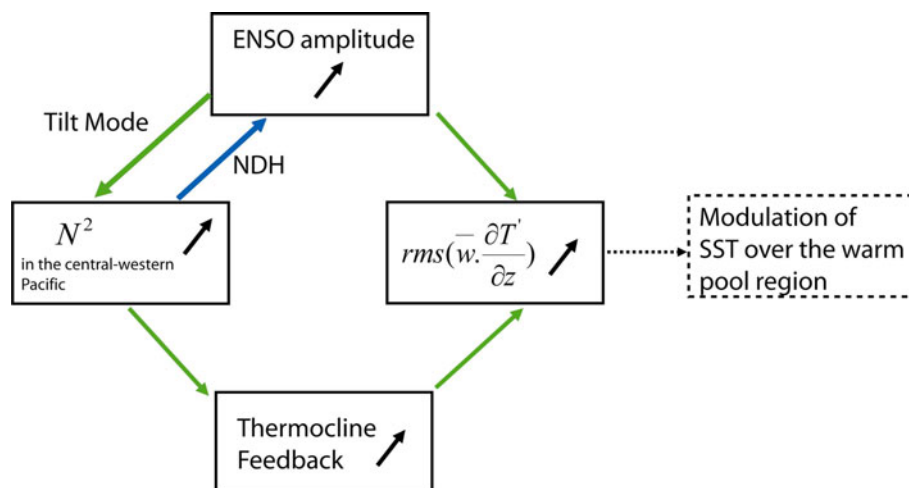 ENSO amplitude
Tilt Mode
NDH
N²
in the central-western
Pacific
rms(w̄.∂T'/∂z)
Modulation of
SST over the warm
pool region
Thermocline
Feedback